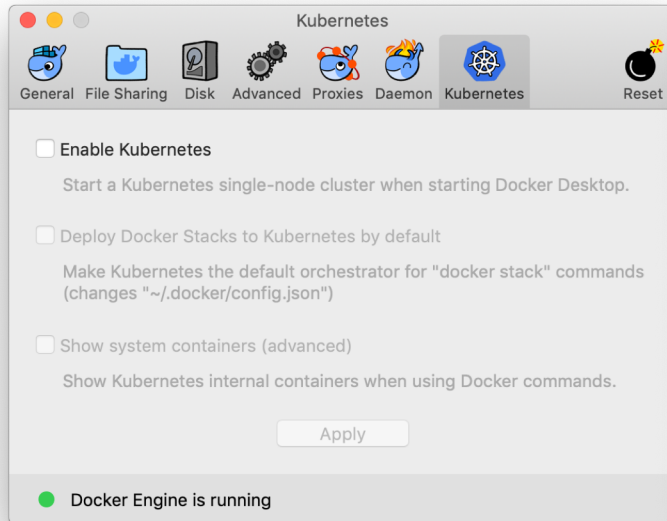 Kubernetes
General File Sharing Disk Advanced Proxies Daemon Kubernetes Reset
Enable Kubernetes
Start a Kubernetes single-node cluster when starting Docker Desktop.
Deploy Docker Stacks to Kubernetes by default
Make Kubernetes the default orchestrator for "docker stack" commands
(changes "~/.docker/config.json")
Show system containers (advanced)
Show Kubernetes internal containers when using Docker commands.
Apply
Docker Engine is running